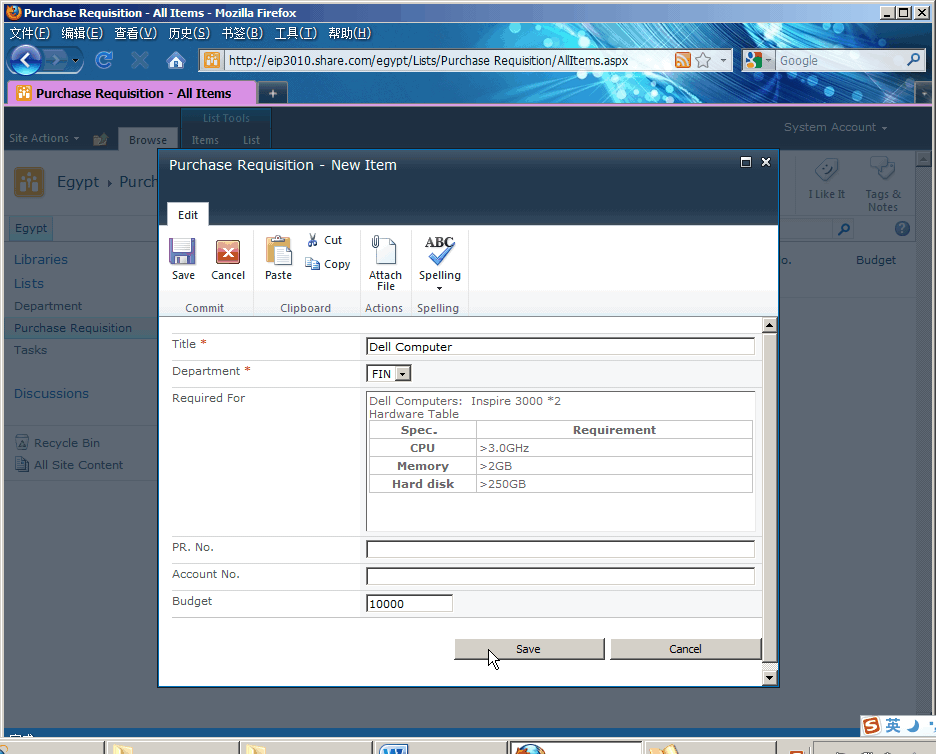 Purchase Requisition - All Items - Mozilla Firefox
文件(F) 编辑(E) 查看(V) 历史(S) 书签(B) 工具(T) 帮助(H)
http://eip3010.share.com/egypt/Lists/Purchase Requisition/AllItems.aspx
Google
Purchase Requisition - All Items
List Tools
Site Actions
Browse
Items
List
System Account
Purchase Requisition - New Item
Egypt
Purch
I Like It
Tags & Notes
Edit
Egypt
Save
Cancel
Paste
Cut
Copy
Attach File
ABC
Spelling
Commit
Clipboard
Actions
Spelling
Libraries
Lists
Department
Purchase Requisition
Tasks
Discussions
Recycle Bin
All Site Content
o.
Budget
Title *
Dell Computer
Department *
FIN
Required For
Dell Computers: Inspire 3000 *2
Hardware Table
Spec. Requirement
CPU >3.0GHz
Memory >2GB
Hard disk >250GB
PR. No.
Account No.
Budget
10000
Save
Cancel
英